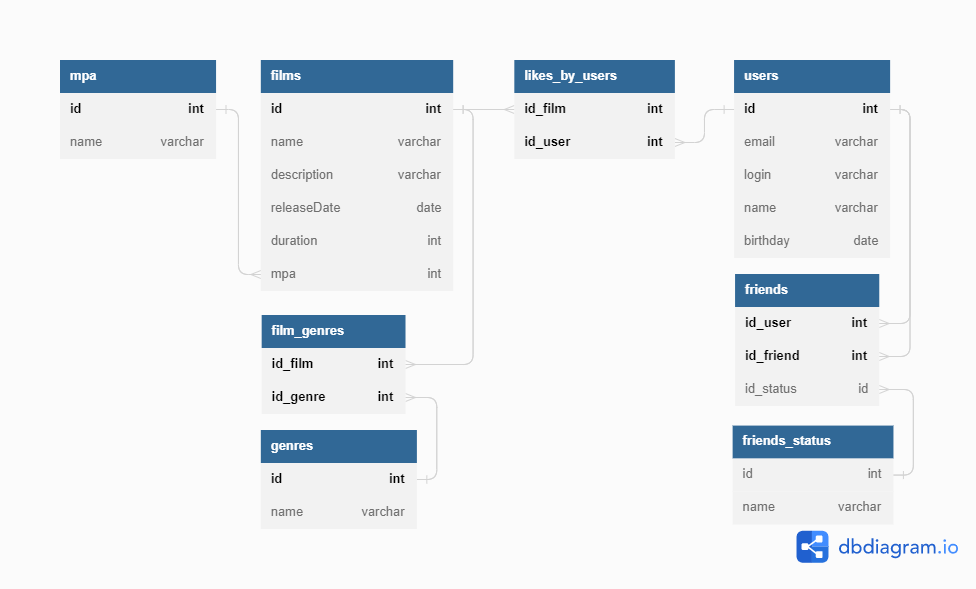 mpa
id int
name varchar
films
id int
name varchar
description varchar
releaseDate date
duration int
mpa int
likes_by_users
id_film int
id_user int
users
id int
email varchar
login varchar
name varchar
birthday date
film_genres
id_film int
id_genre int
genres
id int
name varchar
friends
id_user int
id_friend int
id_status id
friends_status
id int
name varchar
dbdiagram.io